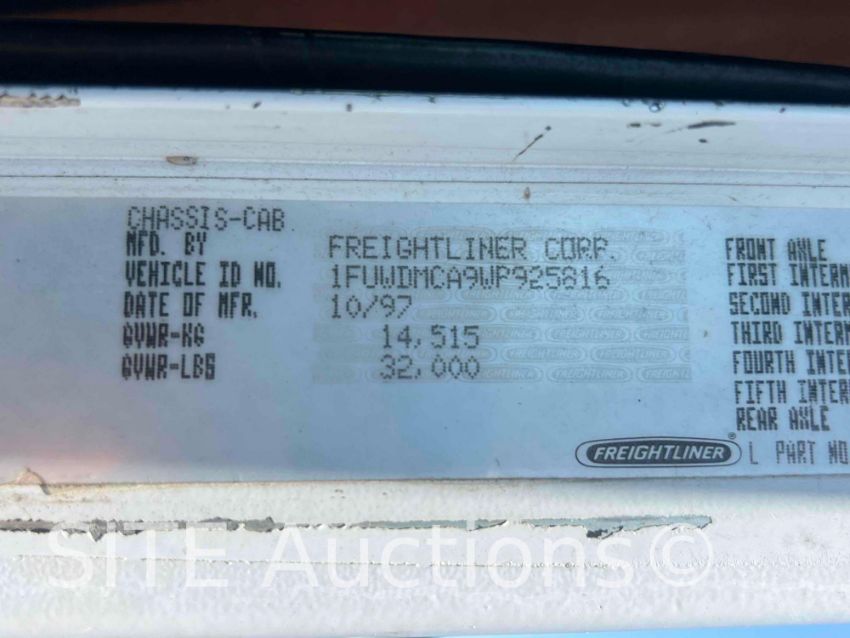 CHASSIS-CAB
MFD. BY FREIGHTLINER CORP. FRONT AXLE
VEHICLE ID NO. 1FUWDMCA9WP925816 FIRST INTERM
DATE OF MFR. 10/97 SECOND INTER
GVWR-KG 14,515 THIRD INTERM
GVWR-LBS 32,000 FOURTH INTER
FIFTH INTER
REAR AXLE
FREIGHTLINER® L PART NO
SITE Auctions©